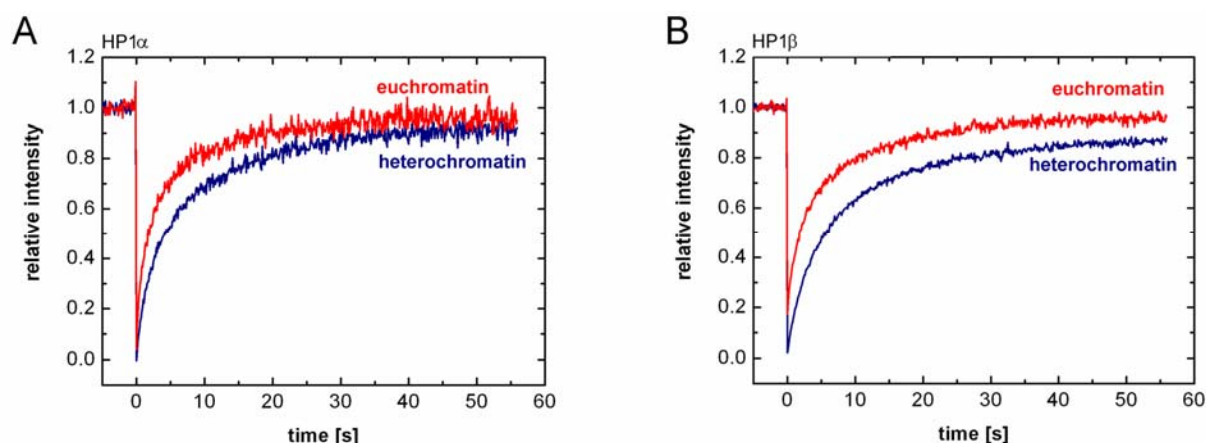 A
HP1α
1.2
1.0
0.8
0.6
0.4
0.2
0.0
relative intensity
euchromatin
heterochromatin
0 10 20 30 40 50 60
time [s]
B
HP1β
1.2
1.0
0.8
0.6
0.4
0.2
0.0
relative intensity
euchromatin
heterochromatin
0 10 20 30 40 50 60
time [s]